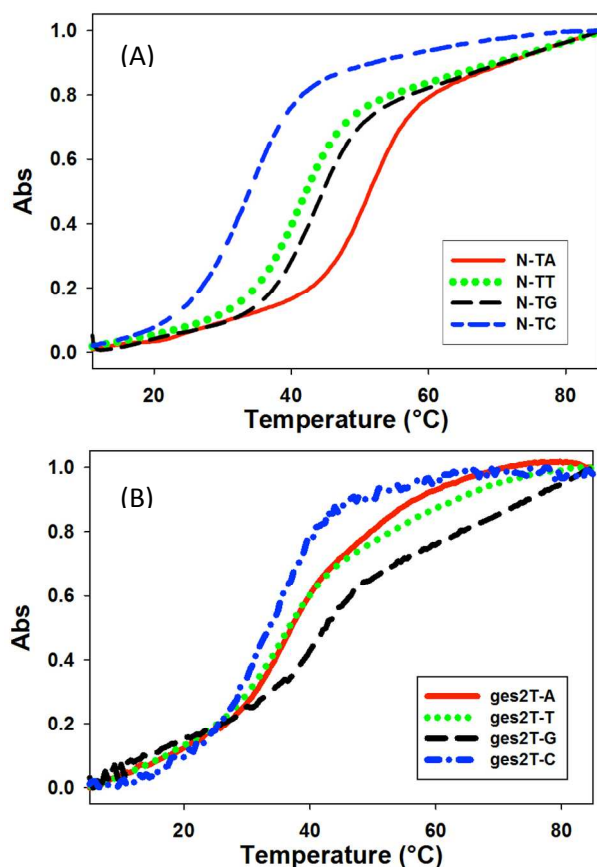 (A)
1.0
0.8
0.6
0.4
0.2
0.0
Abs
N-TA
N-TT
N-TG
N-TC
20 40 60 80
Temperature (°C)
(B)
1.0
0.8
0.6
0.4
0.2
0.0
Abs
ges2T-A
ges2T-T
ges2T-G
ges2T-C
20 40 60 80
Temperature (°C)